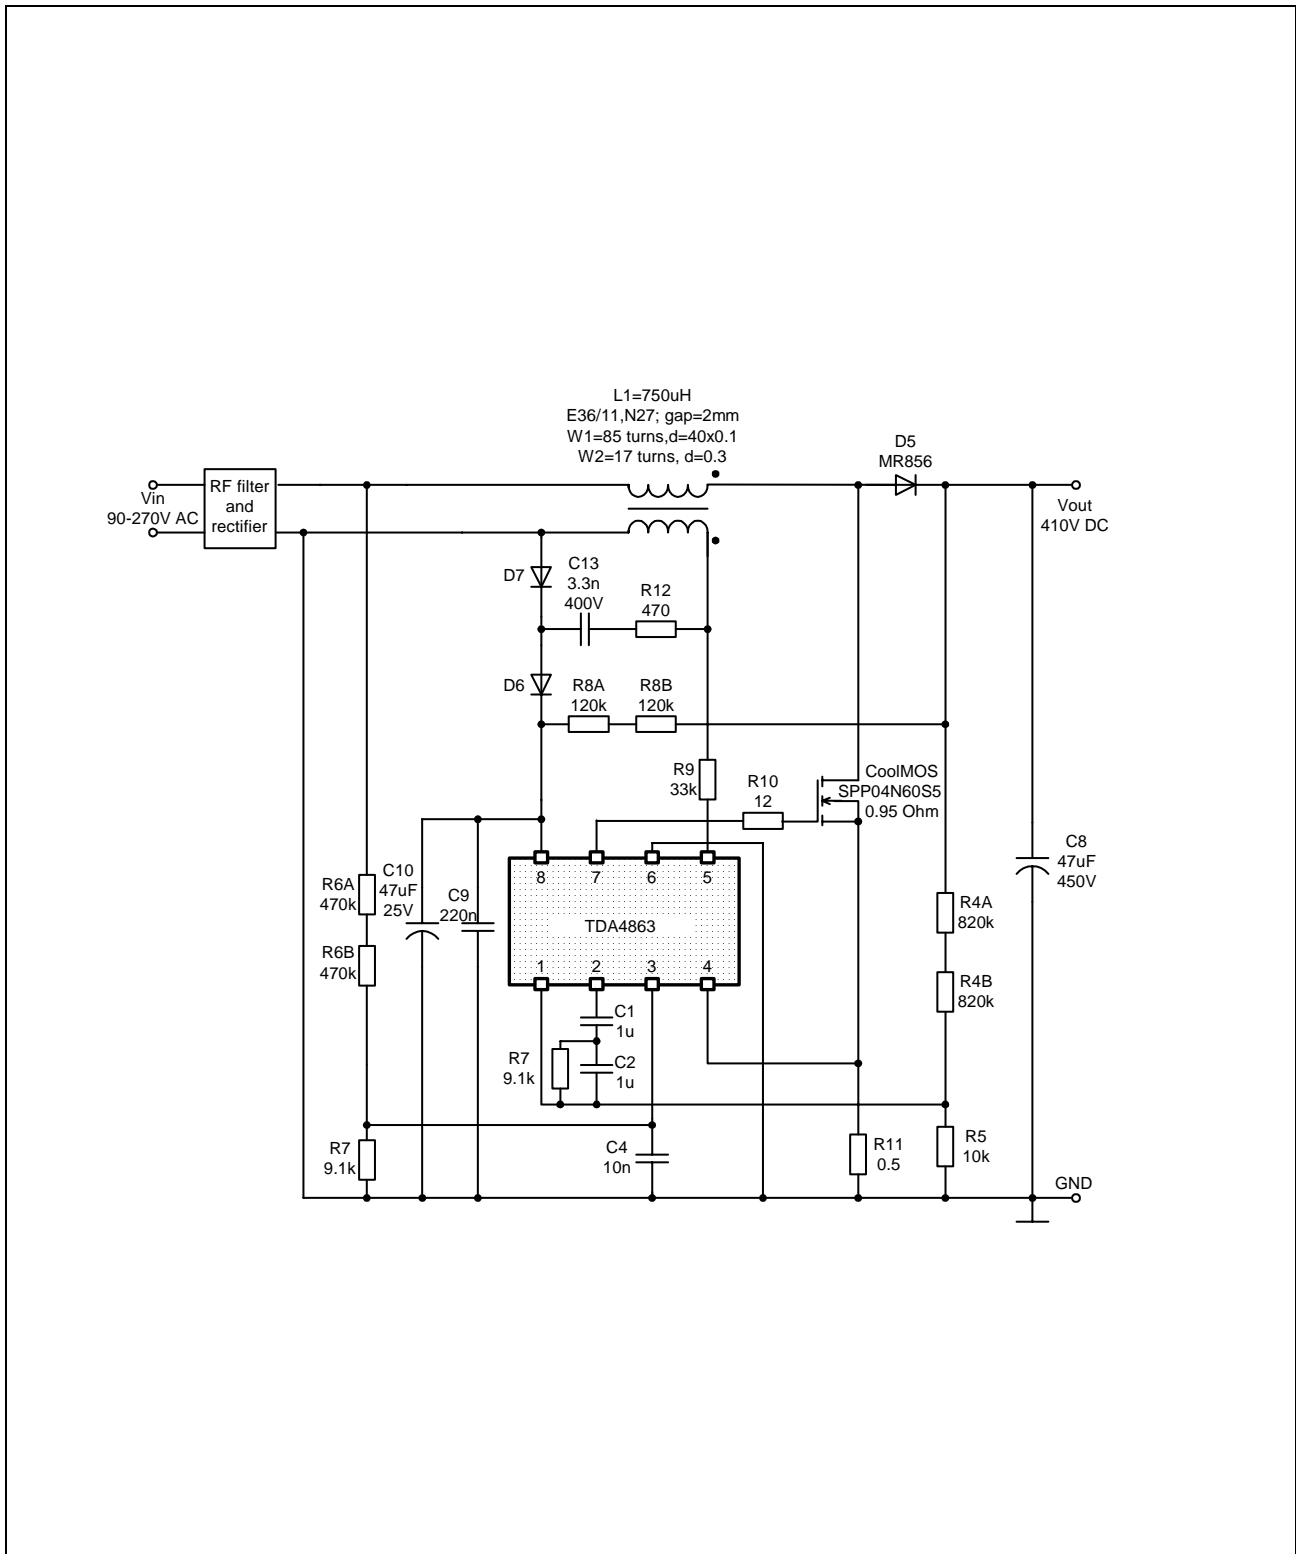 L1=750uH
E36/11,N27; gap=2mm
W1=85 turns,d=40x0.1
W2=17 turns, d=0.3
D5
MR856
Vin
90-270V AC
RF filter
and
rectifier
Vout
410V DC
D7
C13
3.3n
400V
R12
470
D6
R8A
120k
R8B
120k
R9
33k
R10
12
CoolMOS
SPP04N60S5
0.95 Ohm
C8
47uF
450V
R6A
470k
C10
47uF
25V
C9
220n
8
7
6
5
TDA4863
1
2
3
4
R4A
820k
R6B
470k
R4B
820k
C1
1u
R7
9.1k
C2
1u
R7
9.1k
C4
10n
R11
0.5
R5
10k
GND